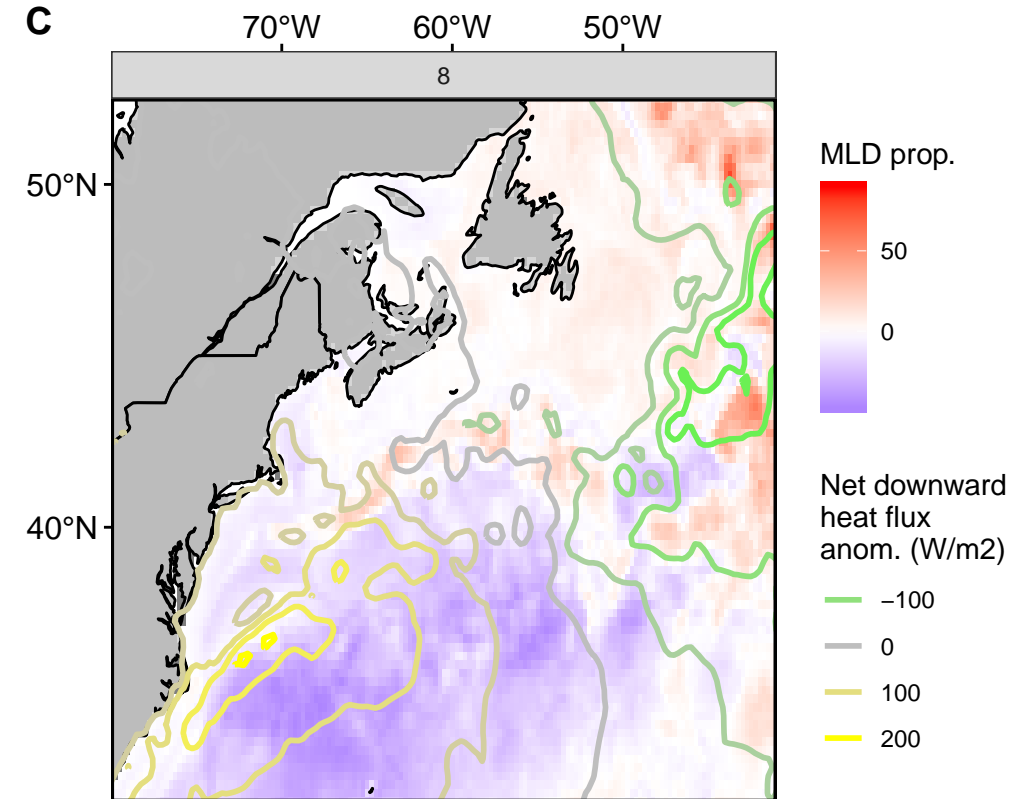 C
70°W 60°W 50°W
8
50°N
40°N
MLD prop.
50
0
Net downward
heat flux
anom. (W/m2)
−100
0
100
200